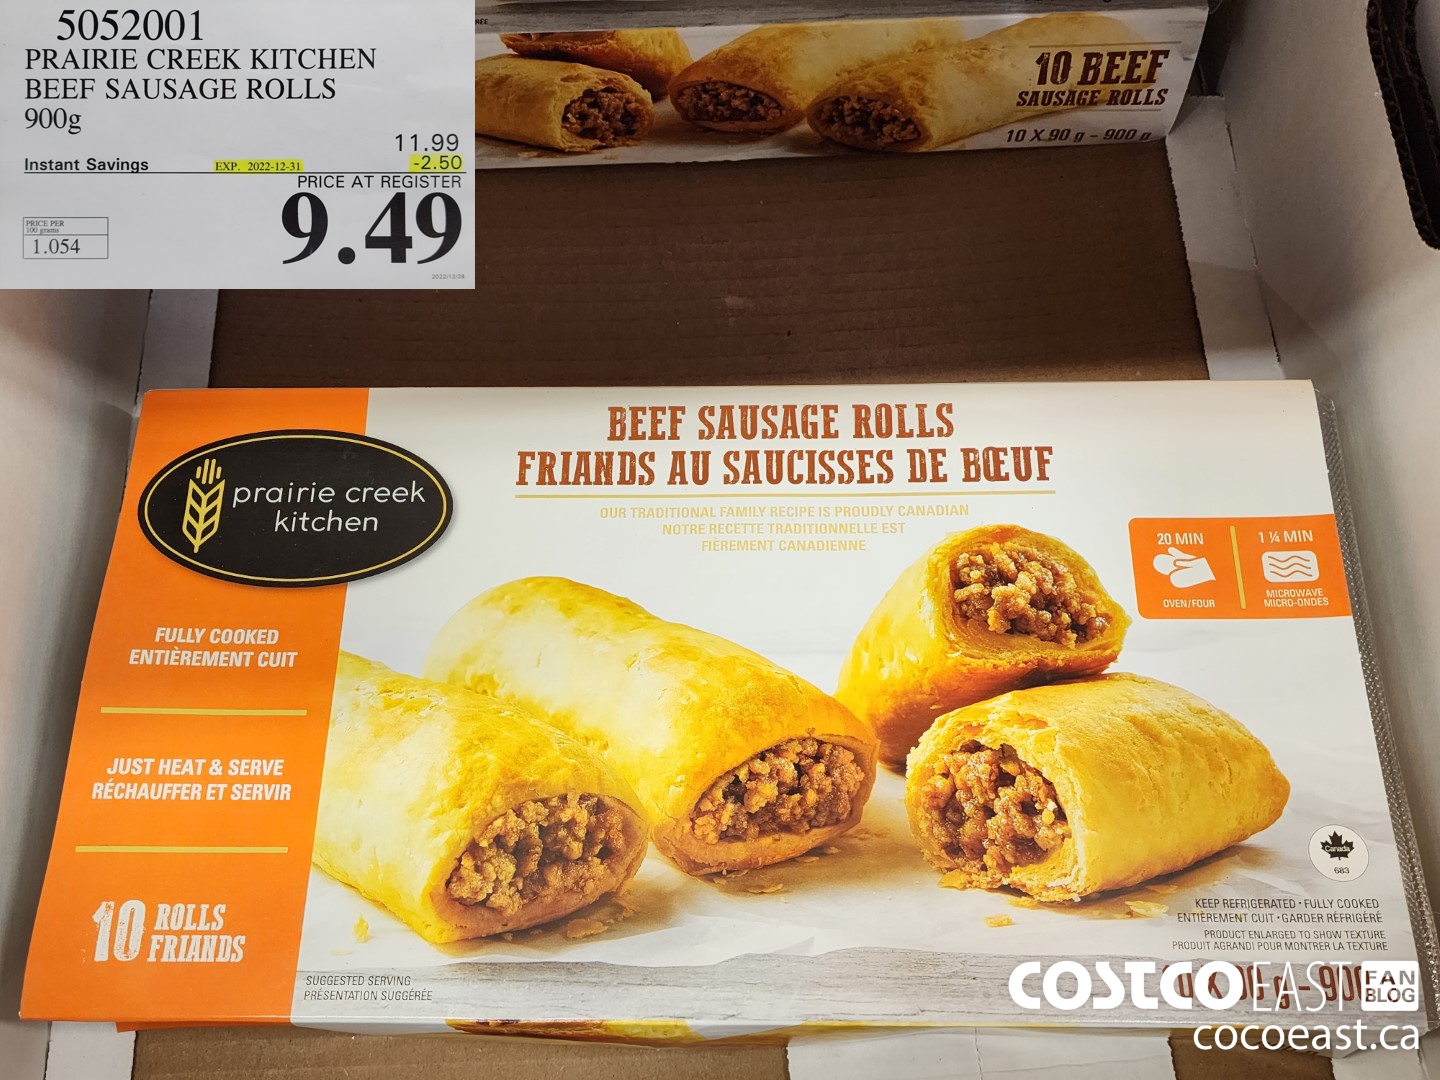 5052001
PRAIRIE CREEK KITCHEN
BEEF SAUSAGE ROLLS
900g
11.99
Instant Savings EXP. 2022-12-31 -2.50
PRICE AT REGISTER
9.49
PRICE PER
100 grams
1.054
2022/12/28
10 BEEF
SAUSAGE ROLLS
10 X 90 g - 900 g
BEEF SAUSAGE ROLLS
FRIANDS AU SAUCISSES DE BŒUF
OUR TRADITIONAL FAMILY RECIPE IS PROUDLY CANADIAN
NOTRE RECETTE TRADITIONNELLE EST
FIÈREMENT CANADIENNE
prairie creek
kitchen
20 MIN
OVEN/FOUR
1 ¼ MIN
MICROWAVE
MICRO-ONDES
FULLY COOKED
ENTIÈREMENT CUIT
JUST HEAT & SERVE
RÉCHAUFFER ET SERVIR
10 ROLLS
FRIANDS
SUGGESTED SERVING
PRÉSENTATION SUGGÉRÉE
Canada
683
KEEP REFRIGERATED • FULLY COOKED
ENTIÈREMENT CUIT • GARDER RÉFRIGÉRÉ
PRODUCT ENLARGED TO SHOW TEXTURE
PRODUIT AGRANDI POUR MONTRER LA TEXTURE
COSTCO EAST FAN
BLOG
cocoeast.ca